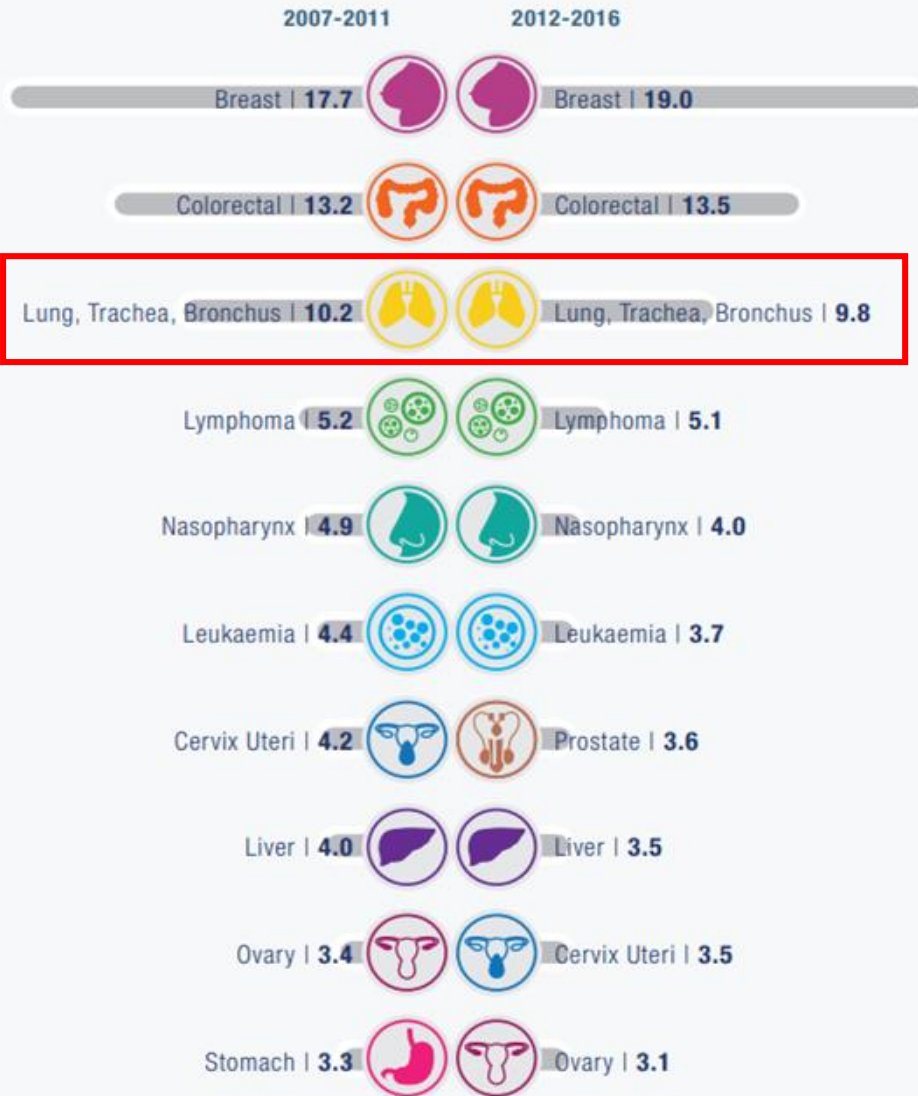 2007-2011 2012-2016
Breast | 17.7 Breast | 19.0
Colorectal | 13.2 Colorectal | 13.5
Lung, Trachea, Bronchus | 10.2 Lung, Trachea, Bronchus | 9.8
Lymphoma | 5.2 Lymphoma | 5.1
Nasopharynx | 4.9 Nasopharynx | 4.0
Leukaemia | 4.4 Leukaemia | 3.7
Cervix Uteri | 4.2 Prostate | 3.6
Liver | 4.0 Liver | 3.5
Ovary | 3.4 Cervix Uteri | 3.5
Stomach | 3.3 Ovary | 3.1